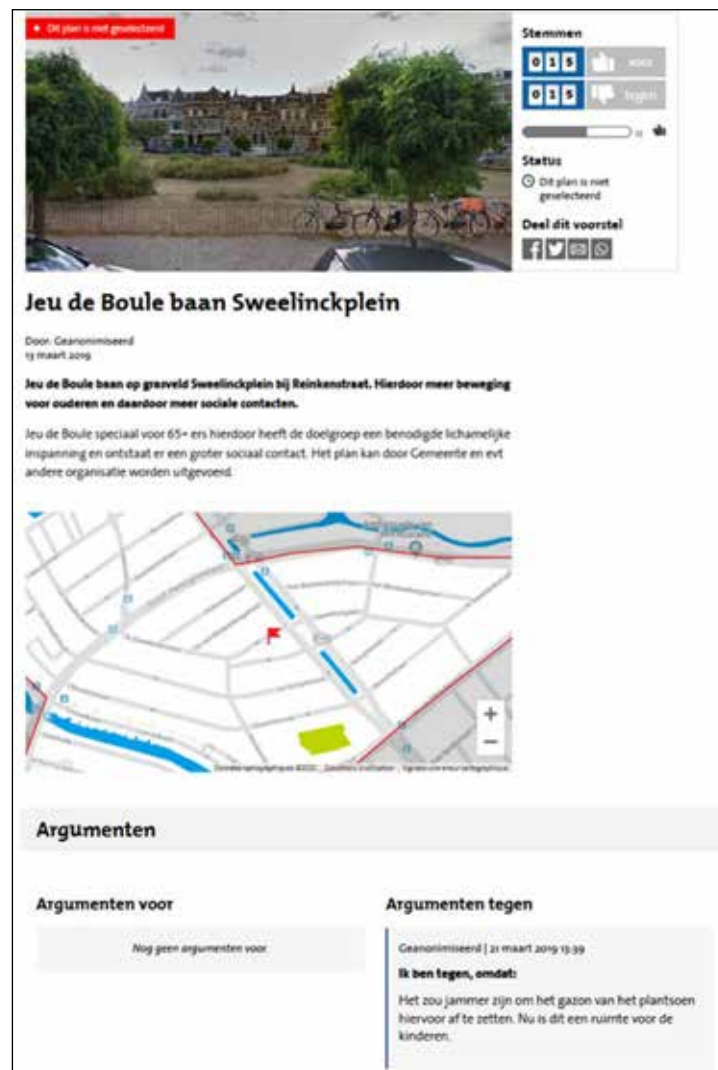 Dit plan is niet geselecteerd
Stemmen
015 voor
015 tegen
Status
Dit plan is niet
geselecteerd
Deel dit voorstel
Jeu de Boule baan Sweelinckplein
Door: Geanonimiseerd
13 maart 2019
Jeu de Boule baan op grasveld Sweelinckplein bij Reinkenstraat. Hierdoor meer beweging
voor ouderen en daardoor meer sociale contacten.
Jeu de Boule speciaal voor 65+ ers hierdoor heeft de doelgroep een benodigde lichamelijke
inspanning en ontstaat er een groter sociaal contact. Het plan kan door Gemeente en evt
andere organisatie worden uitgevoerd.
+
−
Argumenten
Argumenten voor
Nog geen argumenten voor
Argumenten tegen
Geanonimiseerd | 21 maart 2019 13:39
Ik ben tegen, omdat:
Het zou jammer zijn om het gazon van het plantsoen
hiervoor af te zetten. Nu is dit een ruimte voor de
kinderen.